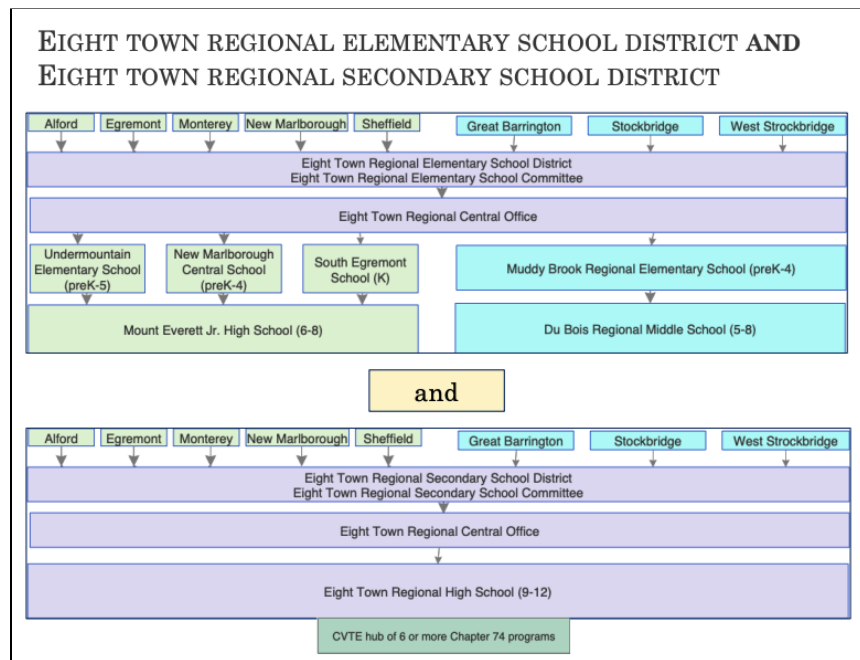 EIGHT TOWN REGIONAL ELEMENTARY SCHOOL DISTRICT AND
EIGHT TOWN REGIONAL SECONDARY SCHOOL DISTRICT
Alford Egremont Monterey New Marlborough Sheffield Great Barrington Stockbridge West Strockbridge
Eight Town Regional Elementary School District
Eight Town Regional Elementary School Committee
Eight Town Regional Central Office
Undermountain
Elementary School
(preK-5)
New Marlborough
Central School
(preK-4)
South Egremont
School (K)
Muddy Brook Regional Elementary School (preK-4)
Mount Everett Jr. High School (6-8)
Du Bois Regional Middle School (5-8)
and
Alford Egremont Monterey New Marlborough Sheffield Great Barrington Stockbridge West Strockbridge
Eight Town Regional Secondary School District
Eight Town Regional Secondary School Committee
Eight Town Regional Central Office
Eight Town Regional High School (9-12)
CVTE hub of 6 or more Chapter 74 programs